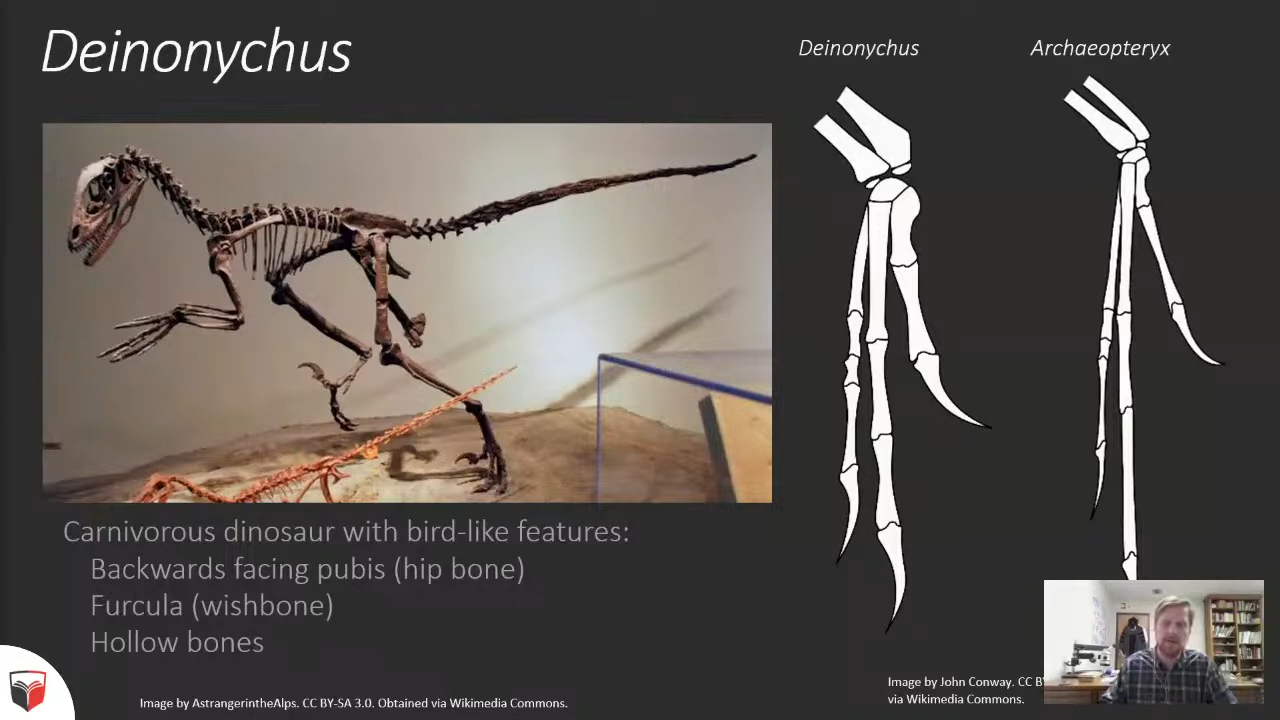 Deinonychus
Deinonychus
Archaeopteryx
Carnivorous dinosaur with bird-like features:
Backwards facing pubis (hip bone)
Furcula (wishbone)
Hollow bones
Image by AstrangerintheAlps. CC BY-SA 3.0. Obtained via Wikimedia Commons.
Image by John Conway. CC
via Wikimedia Commons.